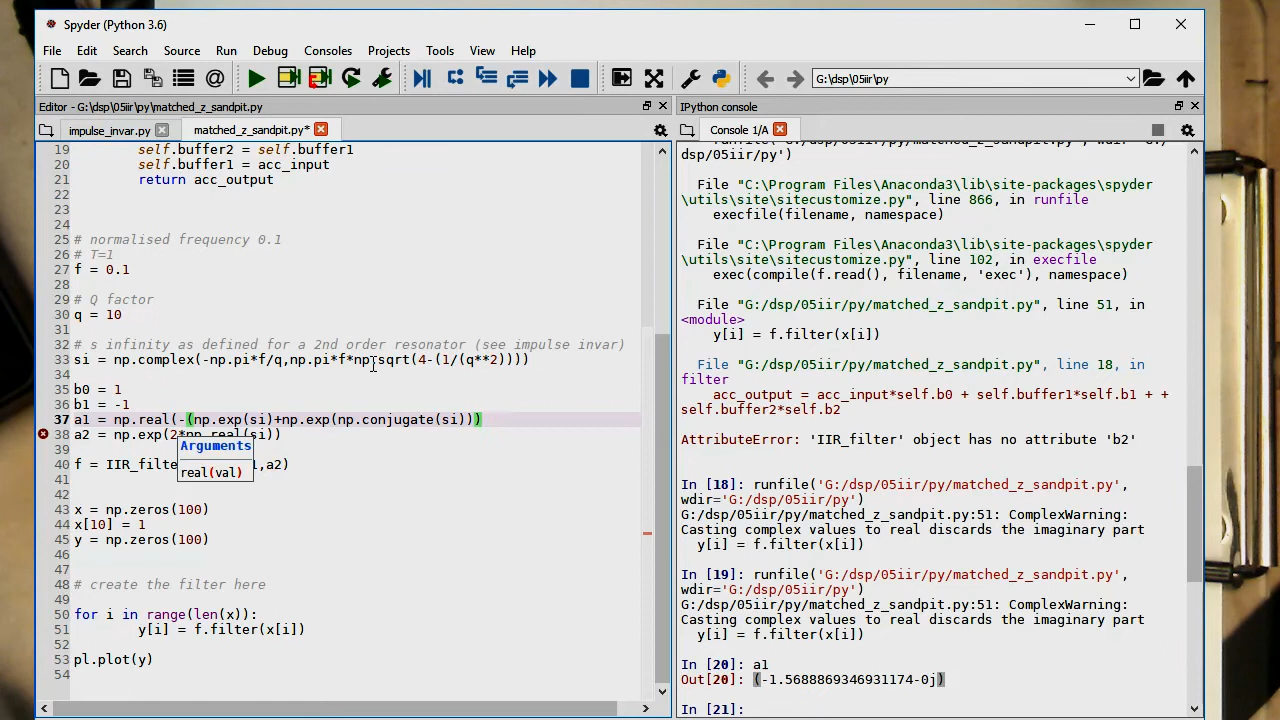 Spyder (Python 3.6)
File Edit Search Source Run Debug Consoles Projects Tools View Help
G:\dsp\05iir\py
Editor - G:\dsp\05iir\py\matched_z_sandpit.py
impulse_invar.py matched_z_sandpit.py*
19 self.buffer2 = self.buffer1
20 self.buffer1 = acc_input
21 return acc_output
22
23
24
25 # normalised frequency 0.1
26 # T=1
27 f = 0.1
28
29 # Q factor
30 q = 10
31
32 # s infinity as defined for a 2nd order resonator (see impulse invar)
33 si = np.complex(-np.pi*f/q,np.pi*f*np.sqrt(4-(1/(q**2))))
34
35 b0 = 1
36 b1 = -1
37 a1 = np.real(-(np.exp(si)+np.exp(np.conjugate(si)))
38 a2 = np.exp(2*np.real(si))
39
Arguments
real(val)
40 f = IIR_filte 1,a2)
41
42
43 x = np.zeros(100)
44 x[10] = 1
45 y = np.zeros(100)
46
47
48 # create the filter here
49
50 for i in range(len(x)):
51 y[i] = f.filter(x[i])
52
53 pl.plot(y)
54
IPython console
Console 1/A
dsp/05iir/py')
File "C:\Program Files\Anaconda3\lib\site-packages\spyder
\utils\site\sitecustomize.py", line 866, in runfile
execfile(filename, namespace)
File "C:\Program Files\Anaconda3\lib\site-packages\spyder
\utils\site\sitecustomize.py", line 102, in execfile
exec(compile(f.read(), filename, 'exec'), namespace)
File "G:/dsp/05iir/py/matched_z_sandpit.py", line 51, in
<module>
y[i] = f.filter(x[i])
File "G:/dsp/05iir/py/matched_z_sandpit.py", line 18, in
filter
acc_output = acc_input*self.b0 + self.buffer1*self.b1 + +
self.buffer2*self.b2
AttributeError: 'IIR_filter' object has no attribute 'b2'
In [18]: runfile('G:/dsp/05iir/py/matched_z_sandpit.py',
wdir='G:/dsp/05iir/py')
G:/dsp/05iir/py/matched_z_sandpit.py:51: ComplexWarning:
Casting complex values to real discards the imaginary part
y[i] = f.filter(x[i])
In [19]: runfile('G:/dsp/05iir/py/matched_z_sandpit.py',
wdir='G:/dsp/05iir/py')
G:/dsp/05iir/py/matched_z_sandpit.py:51: ComplexWarning:
Casting complex values to real discards the imaginary part
y[i] = f.filter(x[i])
In [20]: a1
Out[20]: (-1.5688869346931174-0j)
In [21]: